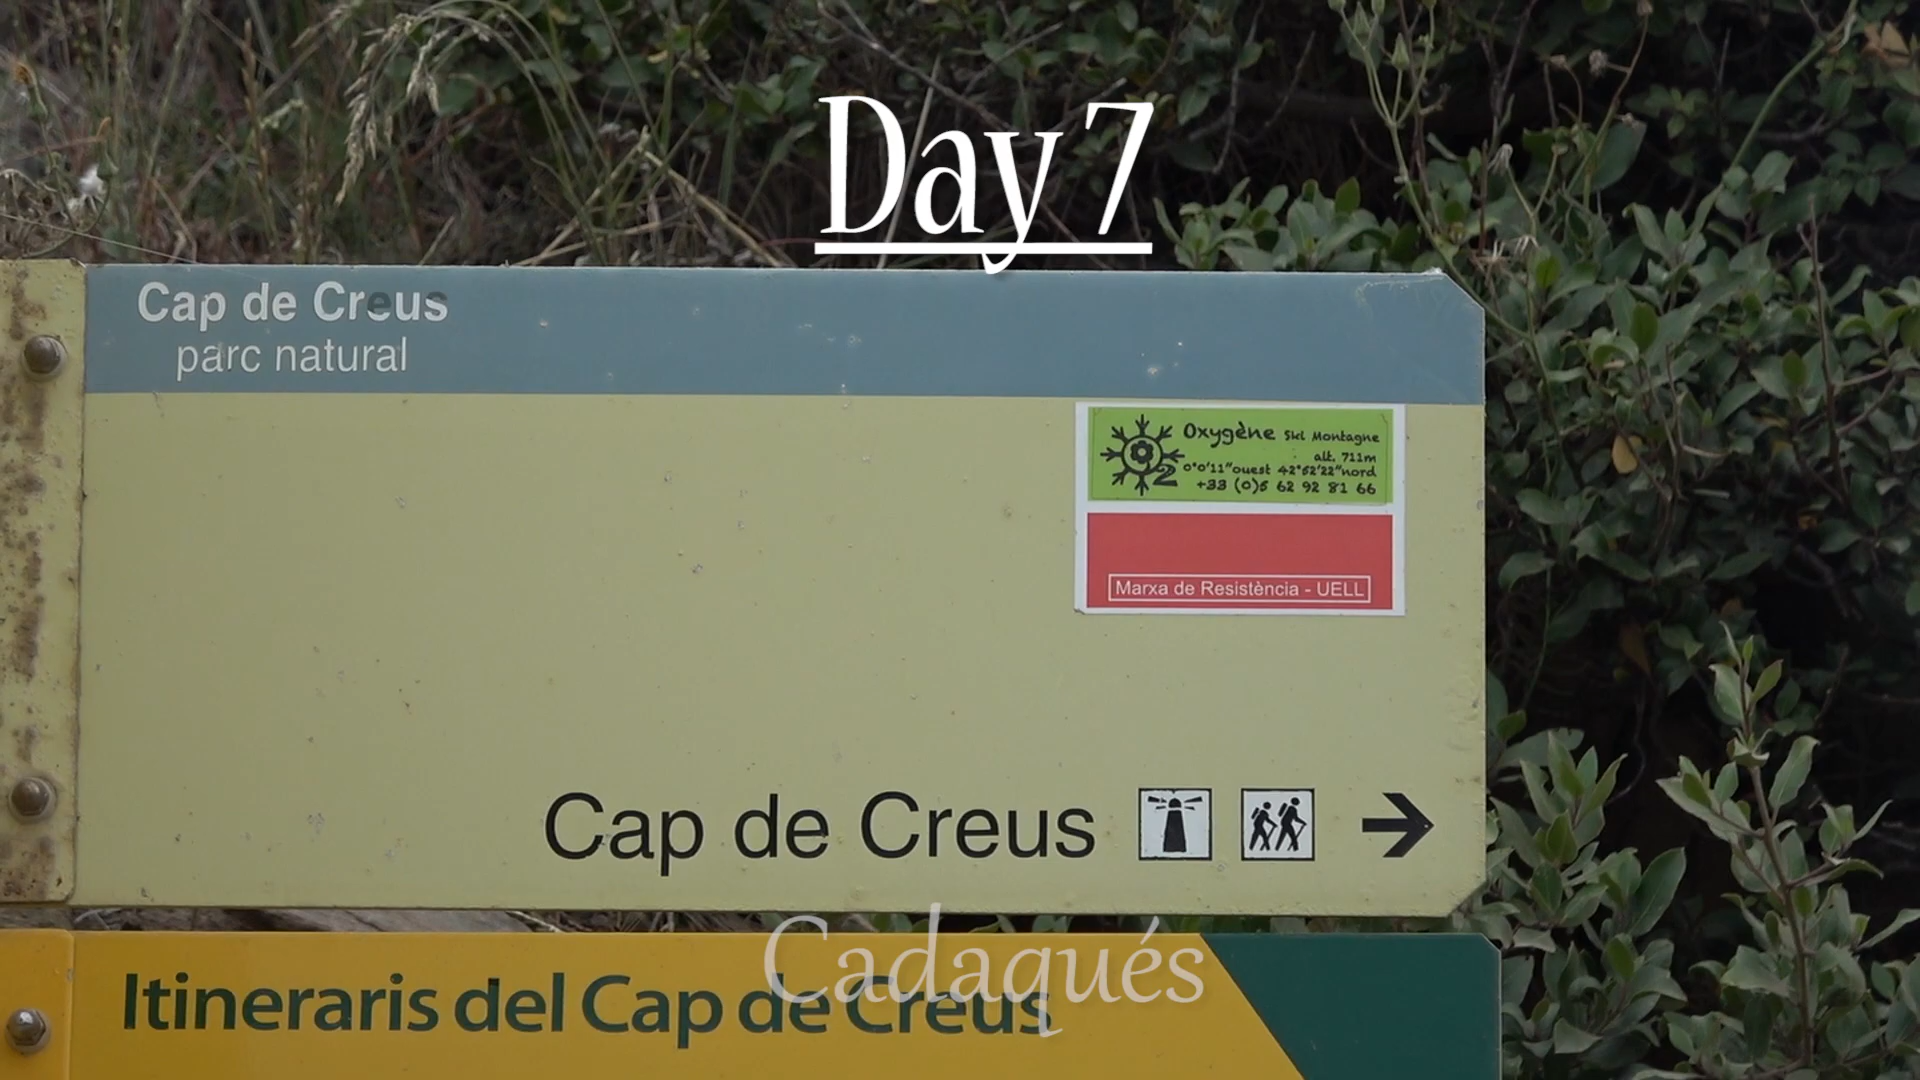 Day 7
Cap de Creus
parc natural
Oxygène Ski Montagne
alt. 711m
0°0'11"ouest 42°52'22"nord
+33 (0)5 62 92 81 66
Marxa de Resistència - UELL
Cap de Creus
Cadaqués
Itineraris del Cap de Creus